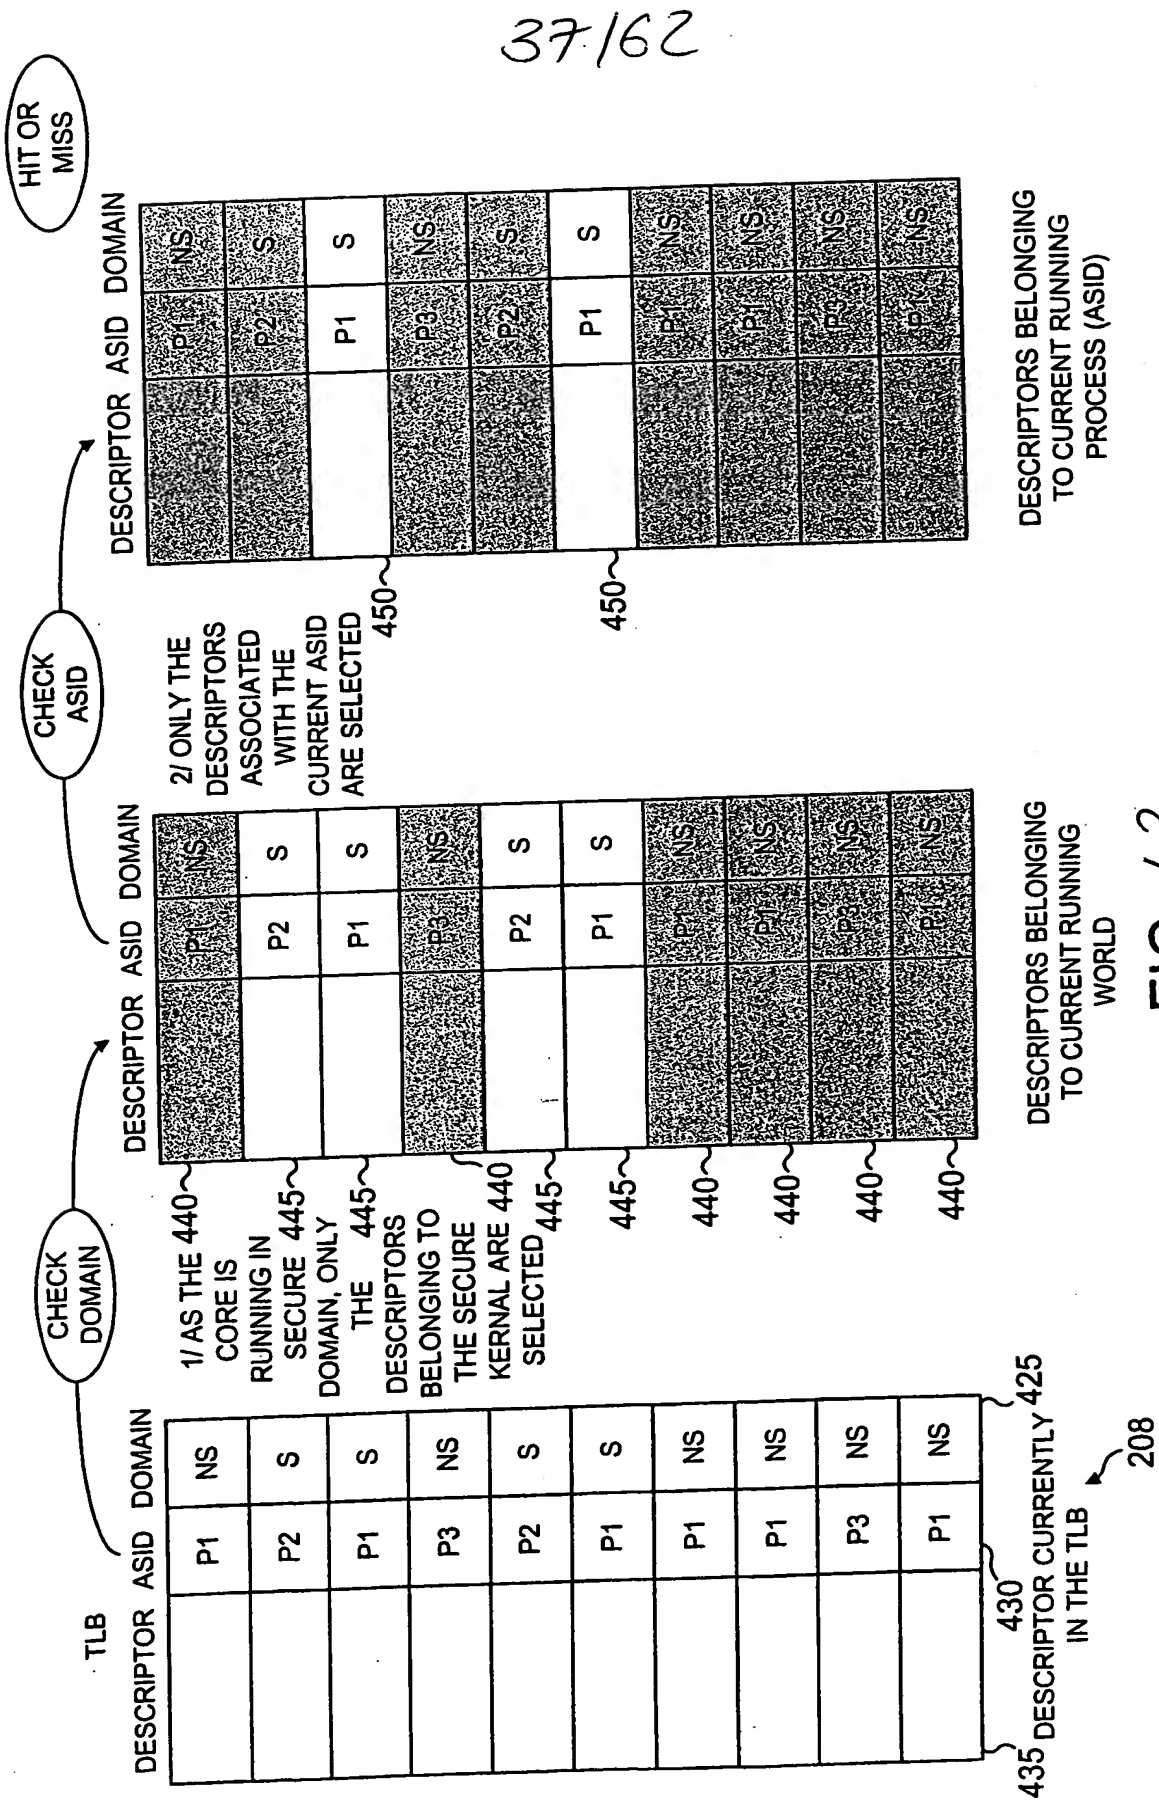 37/62
TLB
DESCRIPTOR ASID DOMAIN
P1 NS
P2 S
P1 S
P3 NS
P2 S
P1 S
P1 NS
P1 NS
P3 NS
P1 NS
435
430
425
DESCRIPTOR CURRENTLY
IN THE TLB
208
CHECK
DOMAIN
1/ AS THE
CORE IS
RUNNING IN
SECURE
DOMAIN, ONLY
THE
DESCRIPTORS
BELONGING TO
THE SECURE
KERNAL ARE
SELECTED
440
445
445
440
445
445
440
440
440
440
DESCRIPTOR ASID DOMAIN
P1 NS
P2 S
P1 S
P3 NS
P2 S
P1 S
P1 NS
P1 NS
P3 NS
P1 NS
DESCRIPTORS BELONGING
TO CURRENT RUNNING
WORLD
CHECK
ASID
2/ ONLY THE
DESCRIPTORS
ASSOCIATED
WITH THE
CURRENT ASID
ARE SELECTED
450
450
DESCRIPTOR ASID DOMAIN
P1 NS
P2 S
P1 S
P3 NS
P2 S
P1 S
P1 NS
P1 NS
P3 NS
P1 NS
DESCRIPTORS BELONGING
TO CURRENT RUNNING
PROCESS (ASID)
HIT OR
MISS